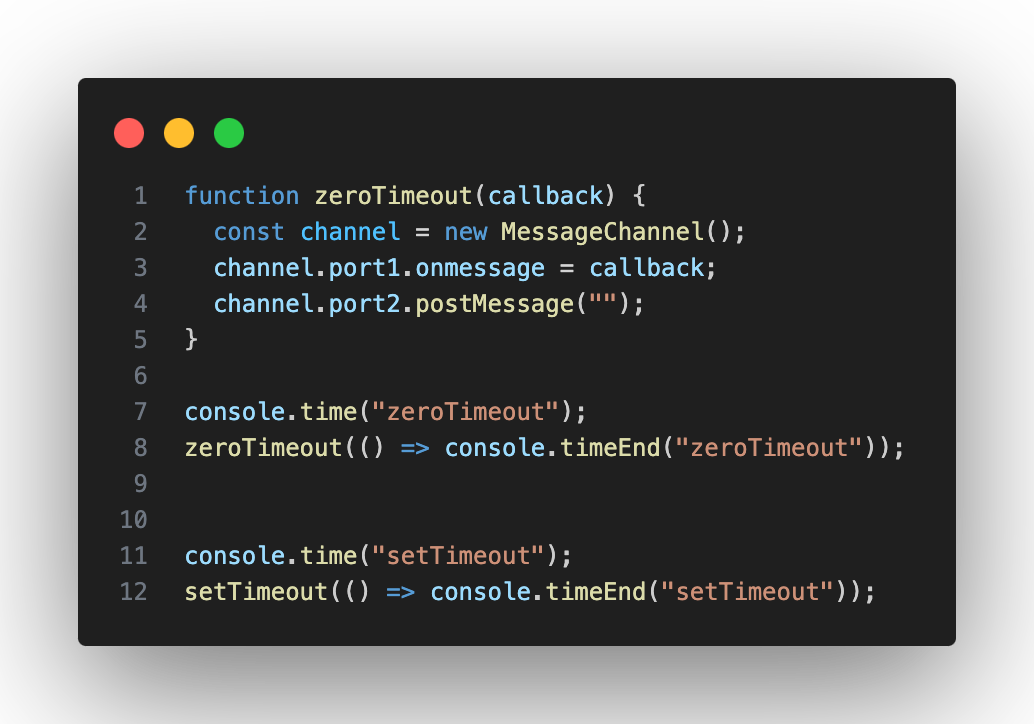 1 function zeroTimeout(callback) {
2   const channel = new MessageChannel();
3   channel.port1.onmessage = callback;
4   channel.port2.postMessage("");
5 }
6
7 console.time("zeroTimeout");
8 zeroTimeout(() => console.timeEnd("zeroTimeout"));
9
10
11 console.time("setTimeout");
12 setTimeout(() => console.timeEnd("setTimeout"));